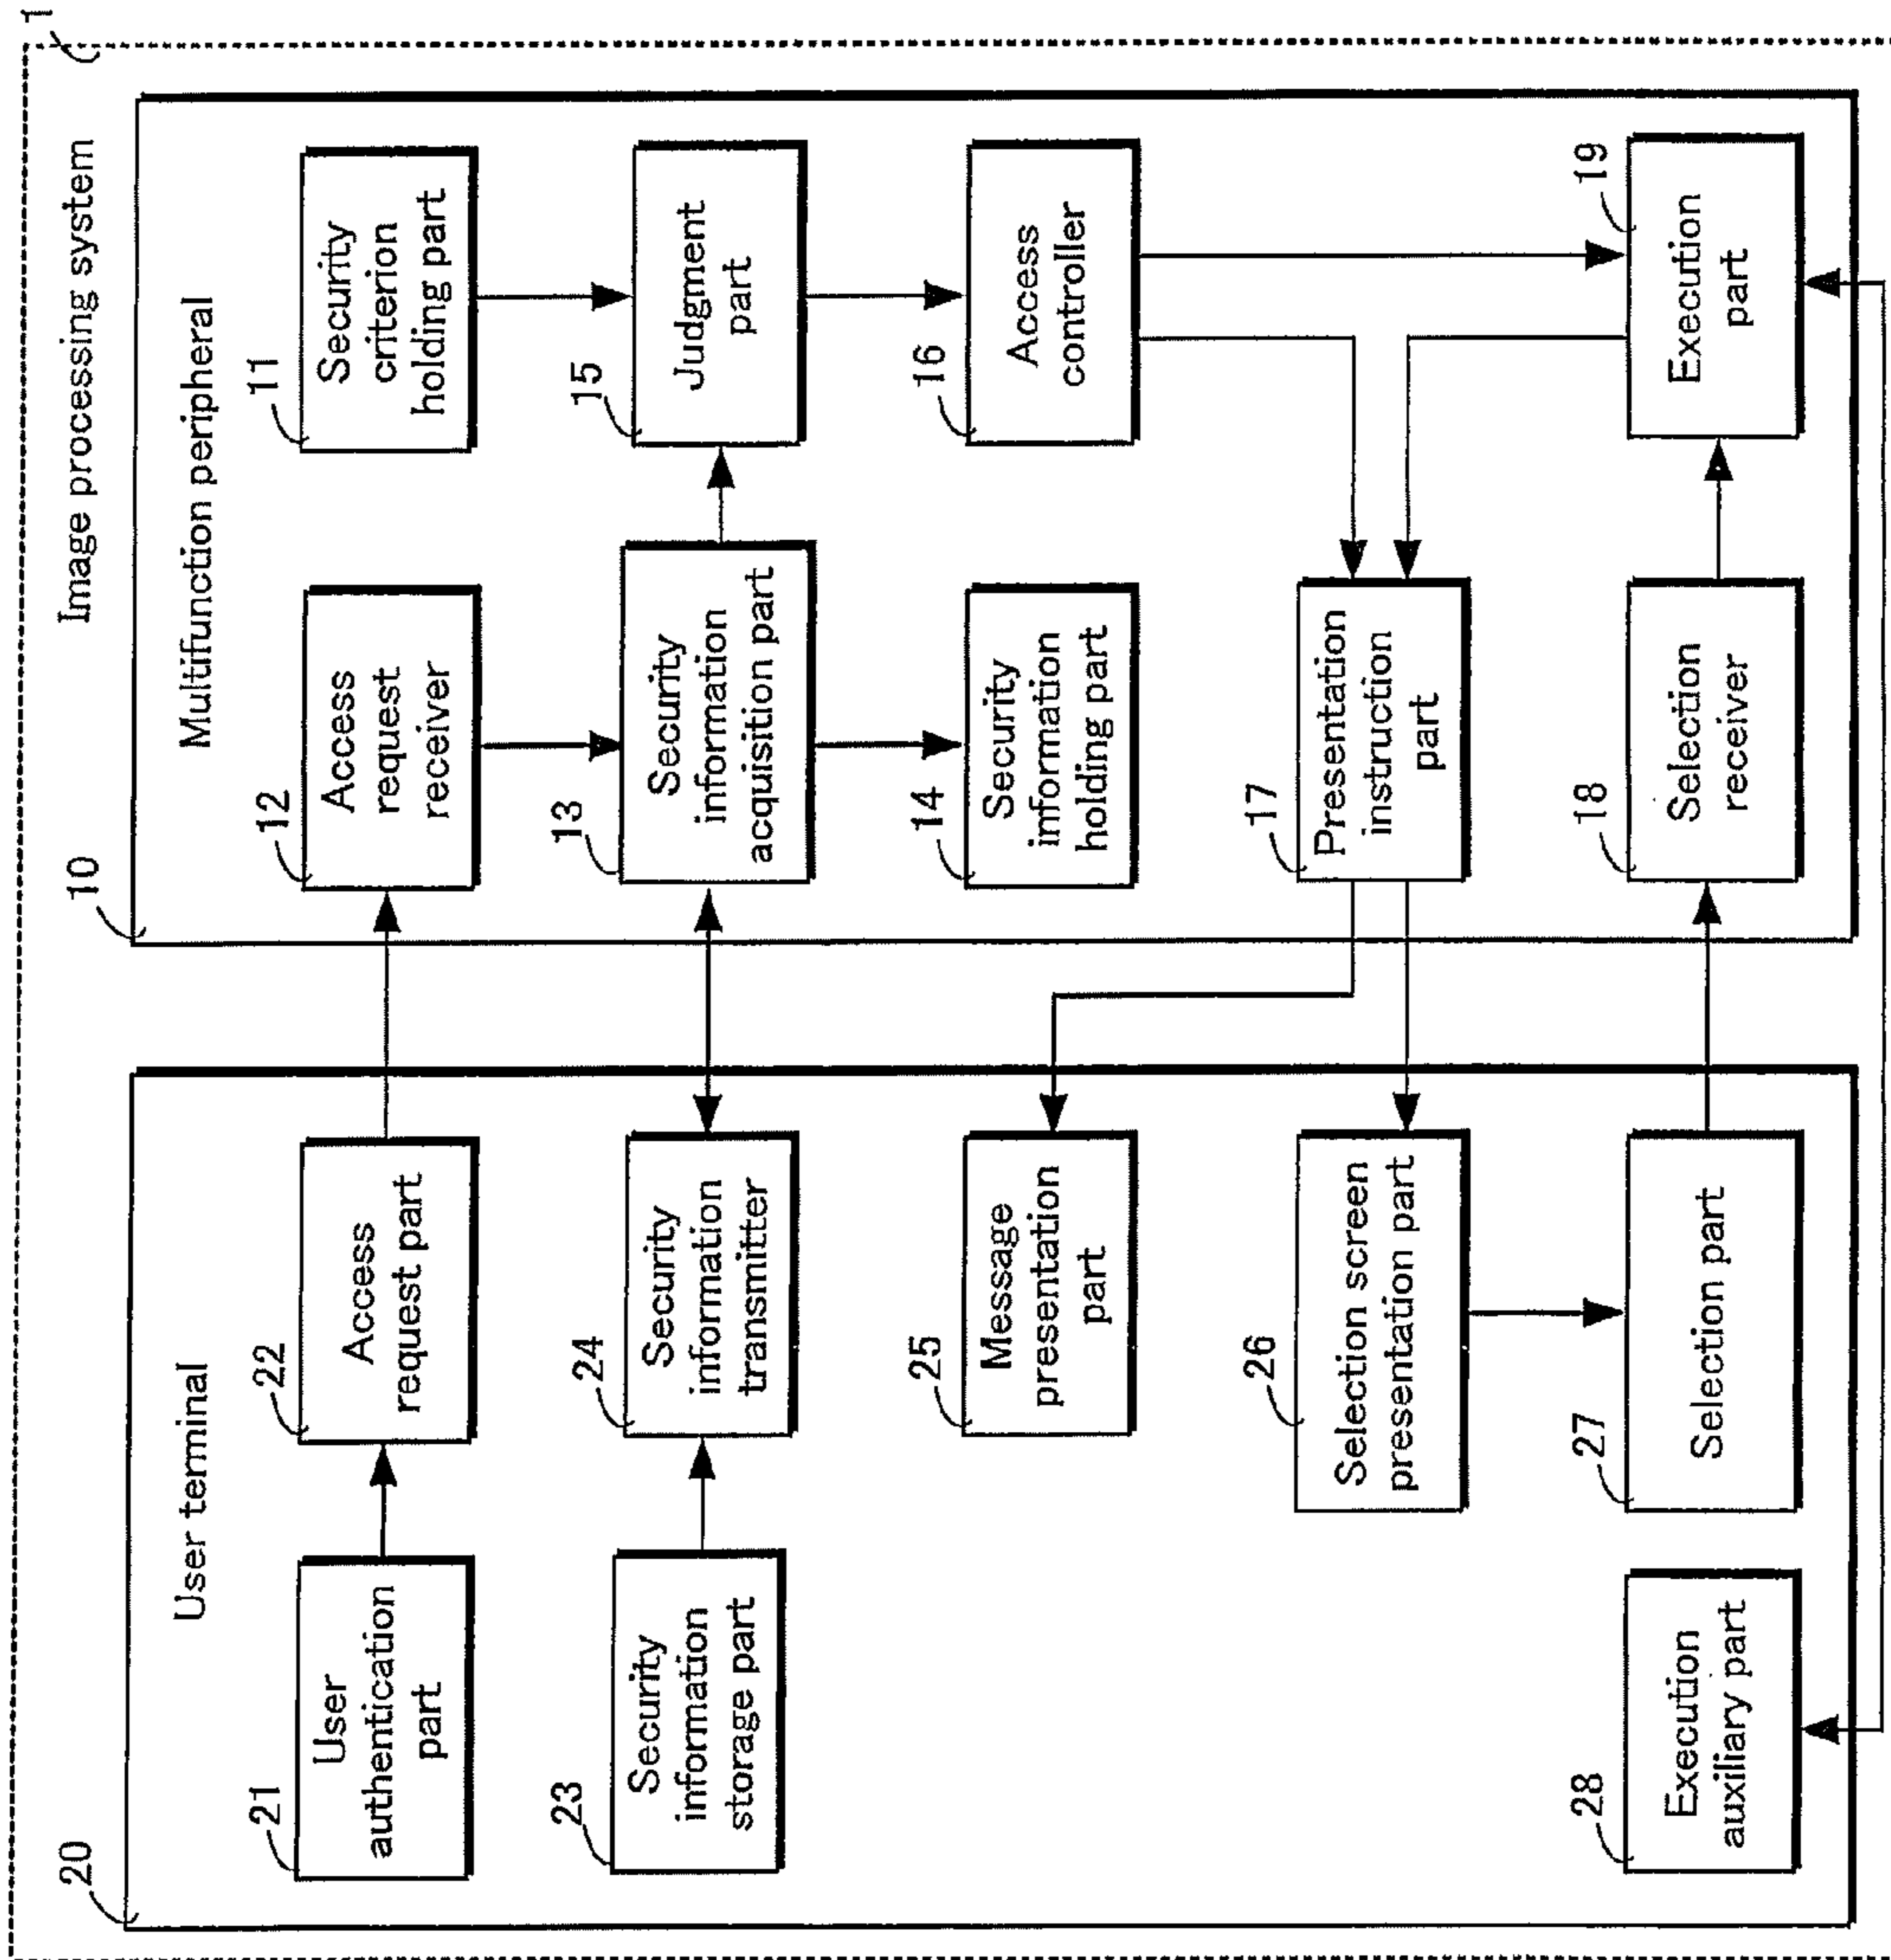 1
Image processing system
20
User terminal
21
User
authentication
part
22
Access
request part
23
Security
information
storage part
24
Security
information
transmitter
25
Message
presentation
part
26
Selection screen
presentation part
27
Selection part
28
Execution
auxiliary part
10
Multifunction peripheral
12
Access
request
receiver
11
Security
criterion
holding part
13
Security
information
acquisition part
15
Judgment
part
14
Security
information
holding part
16
Access
controller
17
Presentation
instruction
part
18
Selection
receiver
19
Execution
part